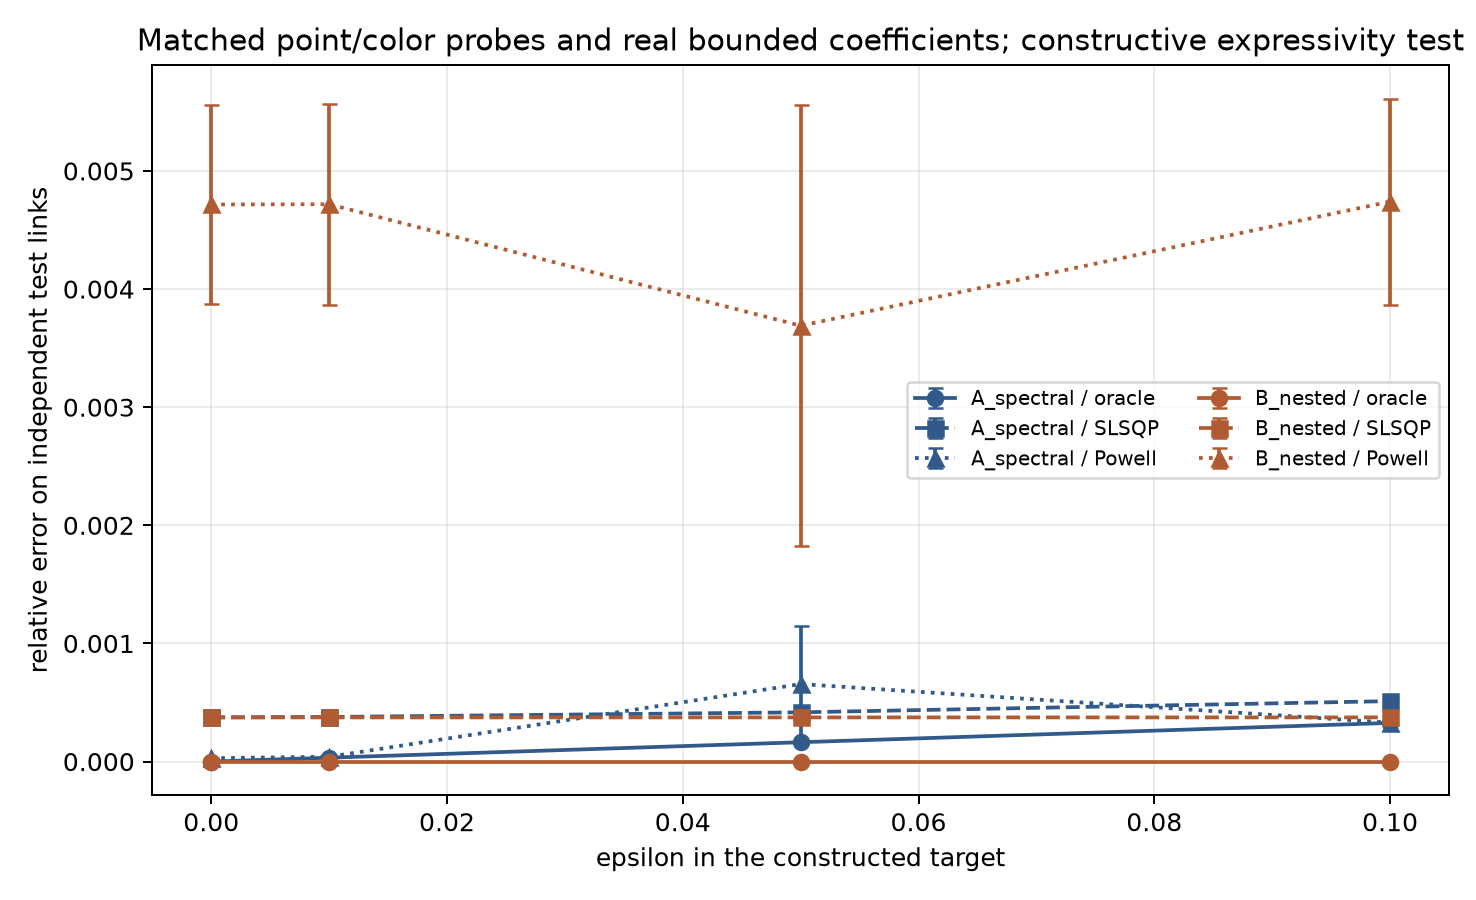 Matched point/color probes and real bounded coefficients; constructive expressivity test
relative error on independent test links
0.005
0.004
0.003
0.002
0.001
0.000
A_spectral / oracle
A_spectral / SLSQP
A_spectral / Powell
B_nested / oracle
B_nested / SLSQP
B_nested / Powell
0.00 0.02 0.04 0.06 0.08 0.10
epsilon in the constructed target